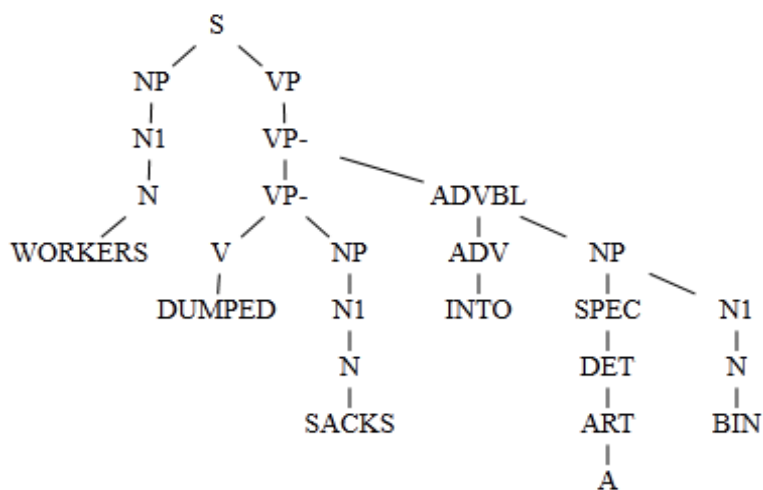 S
NP VP
N1 VP-
N VP- ADVBL
WORKERS V NP ADV NP
DUMPED N1 INTO SPEC N1
N DET N
SACKS ART BIN
A